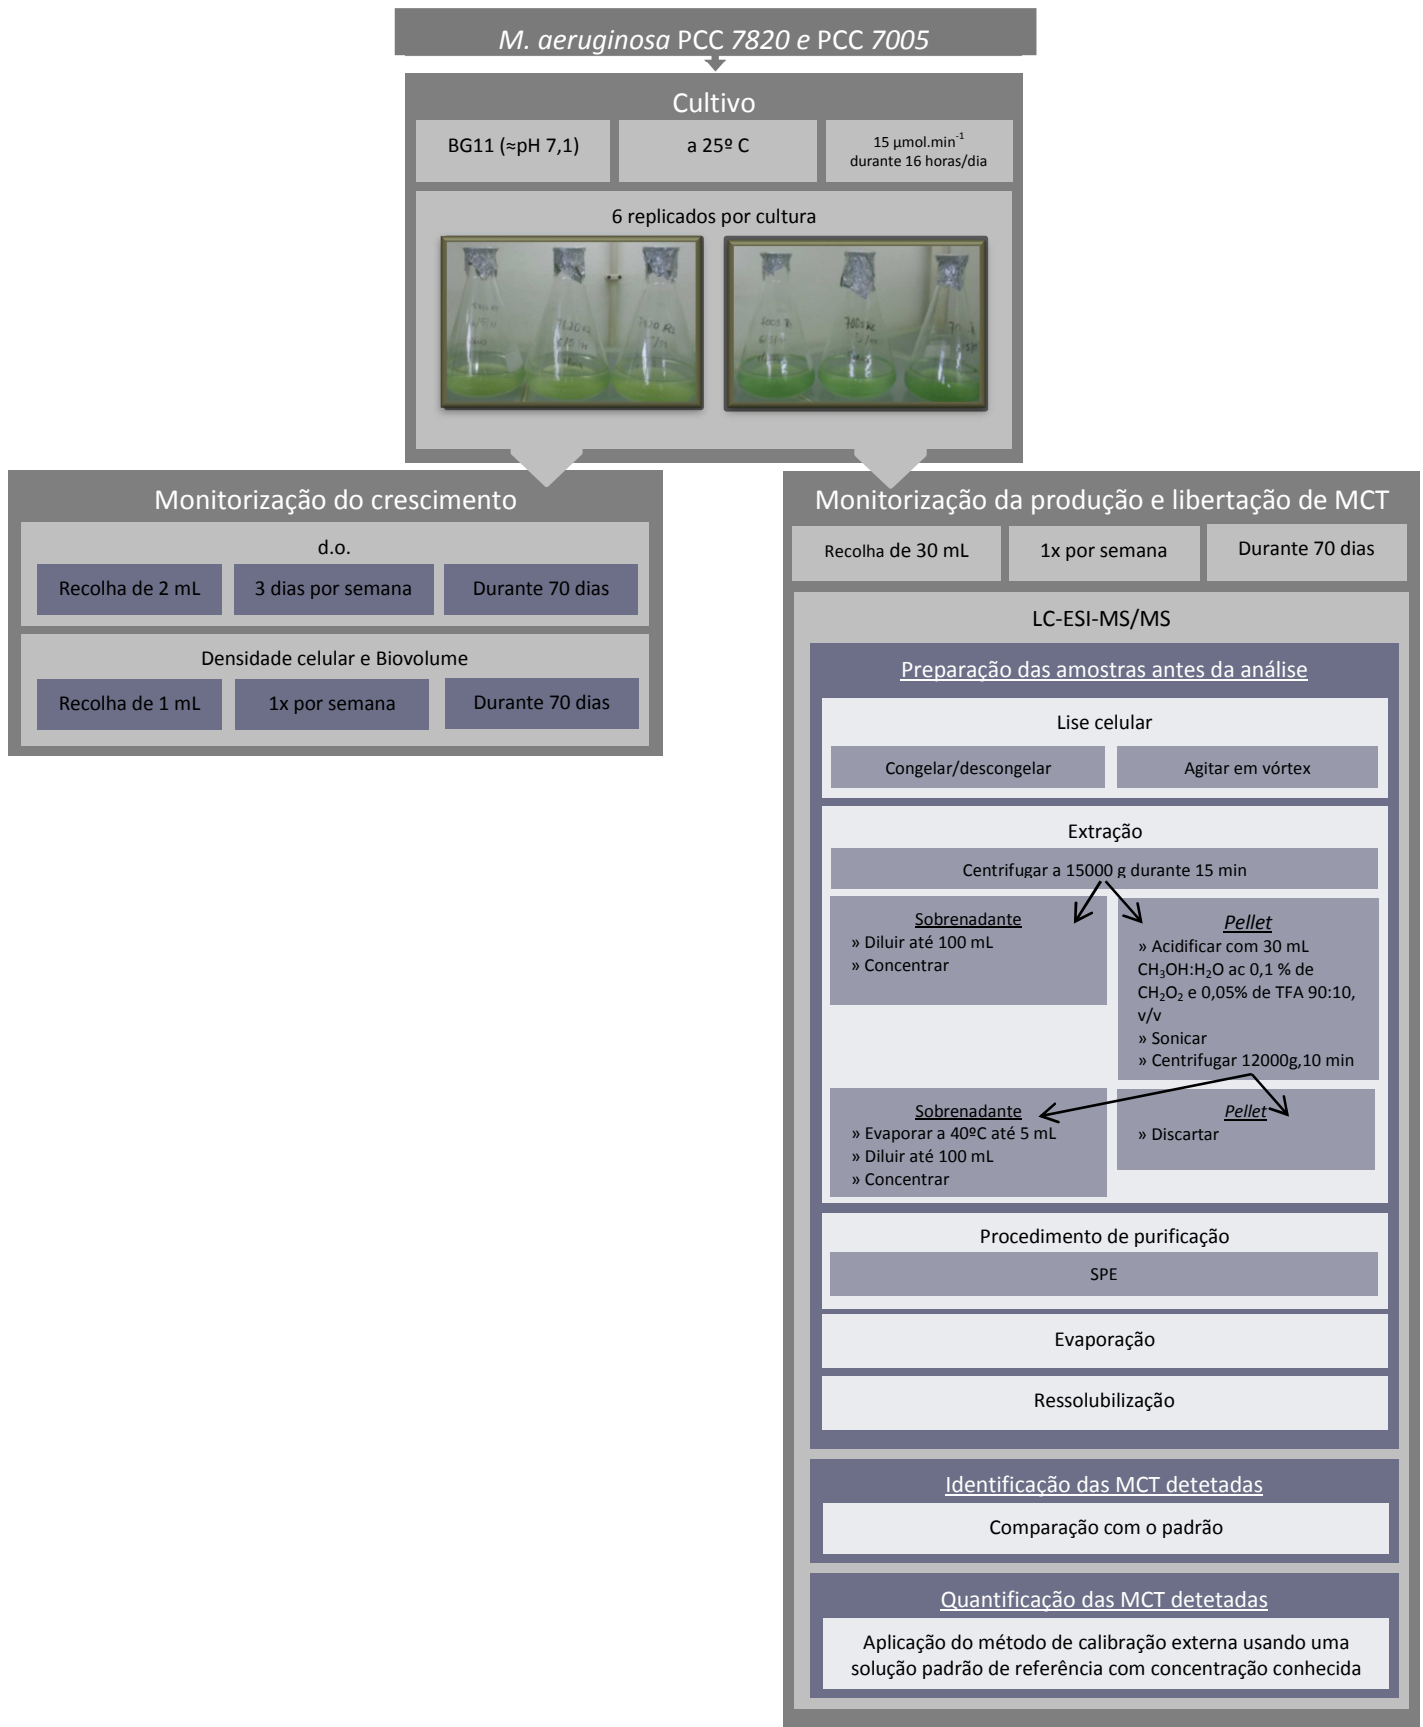 M. aeruginosa PCC 7820 e PCC 7005
Cultivo
BG11 (≈pH 7,1)
a 25º C
15 µmol.min⁻¹
durante 16 horas/dia
6 replicados por cultura
Monitorização do crescimento
d.o.
Recolha de 2 mL
3 dias por semana
Durante 70 dias
Densidade celular e Biovolume
Recolha de 1 mL
1x por semana
Durante 70 dias
Monitorização da produção e libertação de MCT
Recolha de 30 mL
1x por semana
Durante 70 dias
LC-ESI-MS/MS
Preparação das amostras antes da análise
Lise celular
Congelar/descongelar
Agitar em vórtex
Extração
Centrifugar a 15000 g durante 15 min
Sobrenadante
» Diluir até 100 mL
» Concentrar
Pellet
» Acidificar com 30 mL
CH₃OH:H₂O ac 0,1 % de
CH₂O₂ e 0,05% de TFA 90:10,
v/v
» Sonicar
» Centrifugar 12000g,10 min
Sobrenadante
» Evaporar a 40ºC até 5 mL
» Diluir até 100 mL
» Concentrar
Pellet
» Discartar
Procedimento de purificação
SPE
Evaporação
Ressolubilização
Identificação das MCT detetadas
Comparação com o padrão
Quantificação das MCT detetadas
Aplicação do método de calibração externa usando uma
solução padrão de referência com concentração conhecida